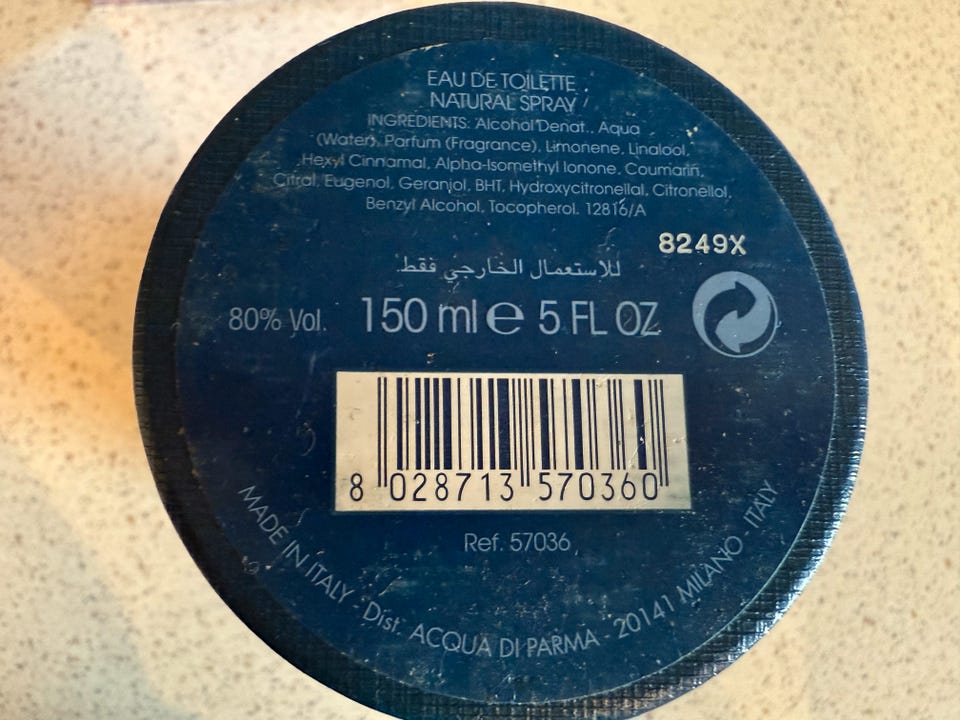 EAU DE TOILETTE
NATURAL SPRAY
INGREDIENTS: Alcohol Denat., Aqua
(Water), Parfum (Fragrance), Limonene, Linalool,
Hexyl Cinnamal, Alpha-Isomethyl Ionone, Coumarin,
Citral, Eugenol, Geraniol, BHT, Hydroxycitronellal, Citronellol,
Benzyl Alcohol, Tocopherol. 12816/A
8249X
للاستعمال الخارجي فقط.
80% Vol. 150 ml e 5 FL OZ
8 028713 570360
Ref. 57036
MADE IN ITALY - Dist. ACQUA DI PARMA - 20141 MILANO - ITALY